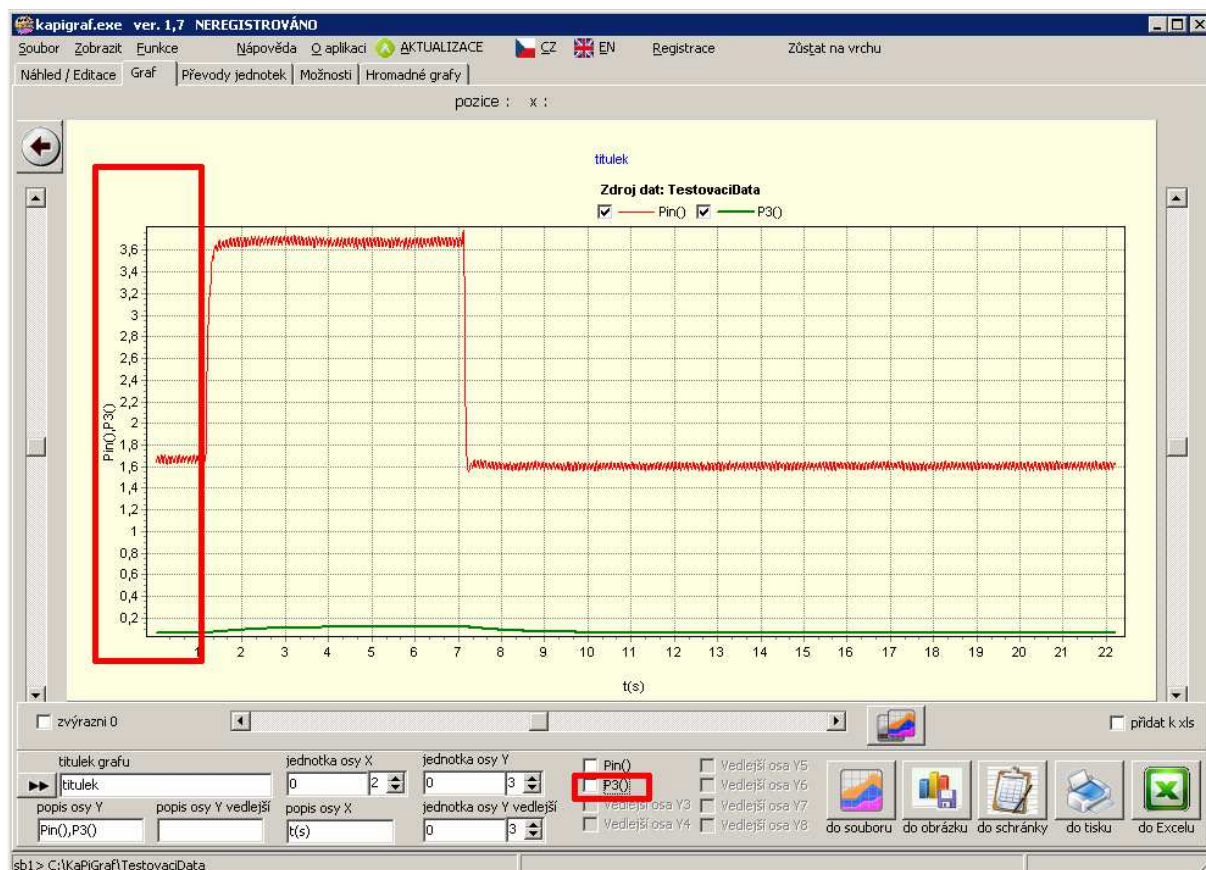 kapigraf.exe ver. 1,7 NEREGISTROVÁNO
Soubor Zobrazit Funkce Nápověda O aplikaci AKTUALIZACE CZ EN Registrace Zůstat na vrchu
Náhled / Editace Graf Převody jednotek Možnosti Hromadné grafy
pozice : x :
titulek
Zdroj dat: TestovaciData
Pin() P3()
3,6
3,4
3,2
3
2,8
2,6
2,4
2,2
2
1,8
1,6
1,4
1,2
1
0,8
0,6
0,4
0,2
Pin(),P3()
1 2 3 4 5 6 7 8 9 10 11 12 13 14 15 16 17 18 19 20 21 22
t(s)
zvýrazni 0
přidat k xls
titulek grafu jednotka osy X jednotka osy Y Pin() Vedlejší osa Y5
titulek 0 2 0 3 P3() Vedlejší osa Y6
popis osy Y popis osy Y vedlejší popis osy X jednotka osy Y vedlejší Vedlejší osa Y3 Vedlejší osa Y7
Pin(),P3() t(s) 0 3 Vedlejší osa Y4 Vedlejší osa Y8
do souboru do obrázku do schránky do tisku do Excelu
sb1> C:\KaPiGraf\TestovaciData